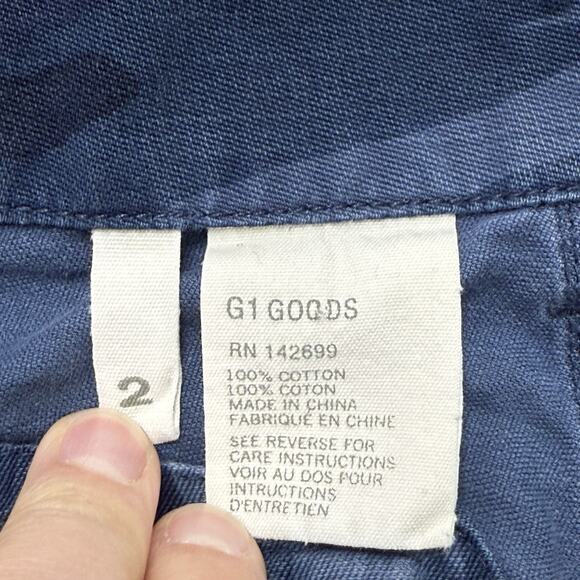 2
G1 GOODS
RN 142699
100% COTTON
100% COTON
MADE IN CHINA
FABRIQUÉ EN CHINE
SEE REVERSE FOR
CARE INSTRUCTIONS
VOIR AU DOS POUR
INTRUCTIONS
D'ENTRETIEN